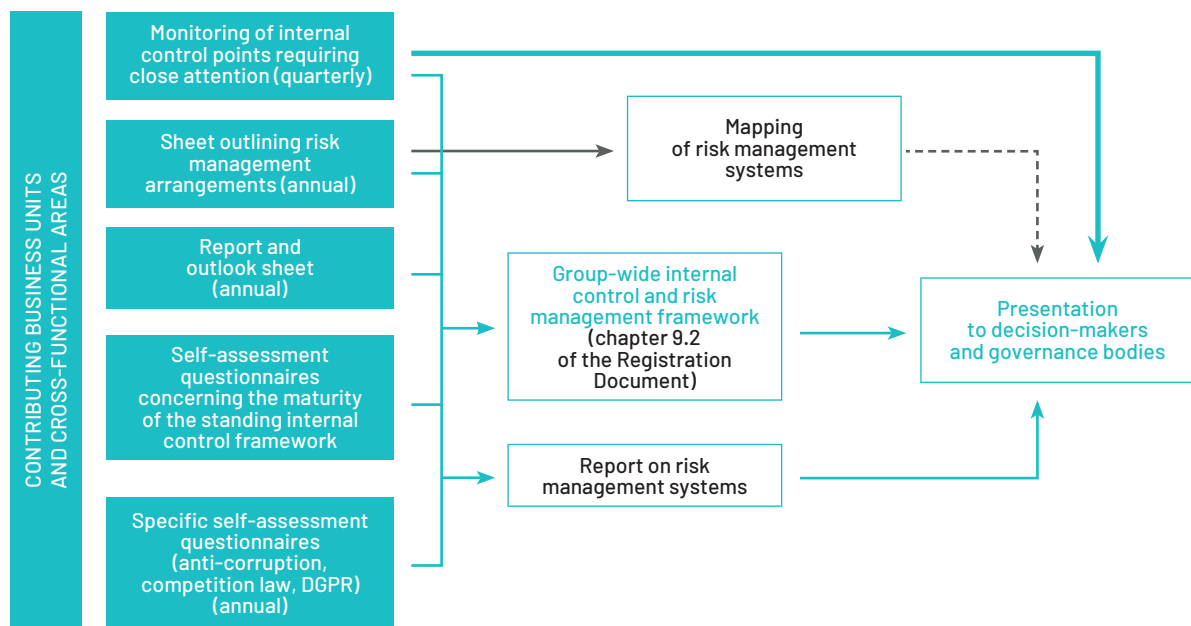 CONTRIBUTING BUSINESS UNITS
AND CROSS-FUNCTIONAL AREAS
Monitoring of internal
control points requiring
close attention (quarterly)
Sheet outlining risk
management
arrangements (annual)
Report and
outlook sheet
(annual)
Self-assessment
questionnaires
concerning the maturity
of the standing internal
control framework
Specific self-assessment
questionnaires
(anti-corruption,
competition law, DGPR)
(annual)
Mapping
of risk management
systems
Group-wide internal
control and risk
management framework
(chapter 9.2
of the Registration
Document)
Report on risk
management systems
Presentation
to decision-makers
and governance bodies